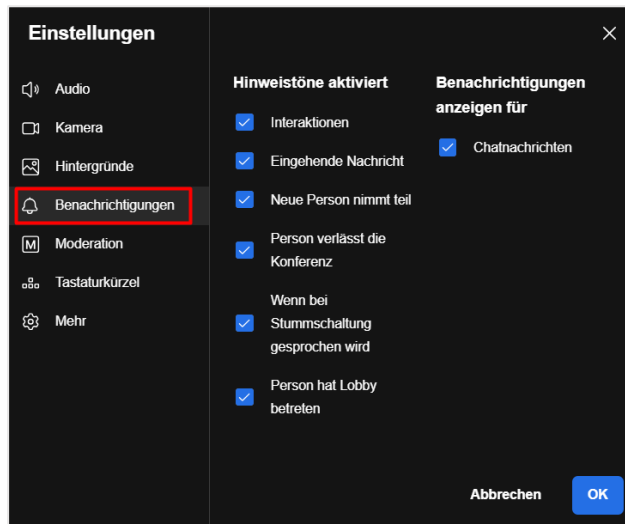 Einstellungen
Audio
Kamera
Hintergründe
Benachrichtigungen
M Moderation
Tastaturkürzel
Mehr
Hinweistöne aktiviert
Interaktionen
Eingehende Nachricht
Neue Person nimmt teil
Person verlässt die
Konferenz
Wenn bei
Stummschaltung
gesprochen wird
Person hat Lobby
betreten
Benachrichtigungen
anzeigen für
Chatnachrichten
Abbrechen
OK